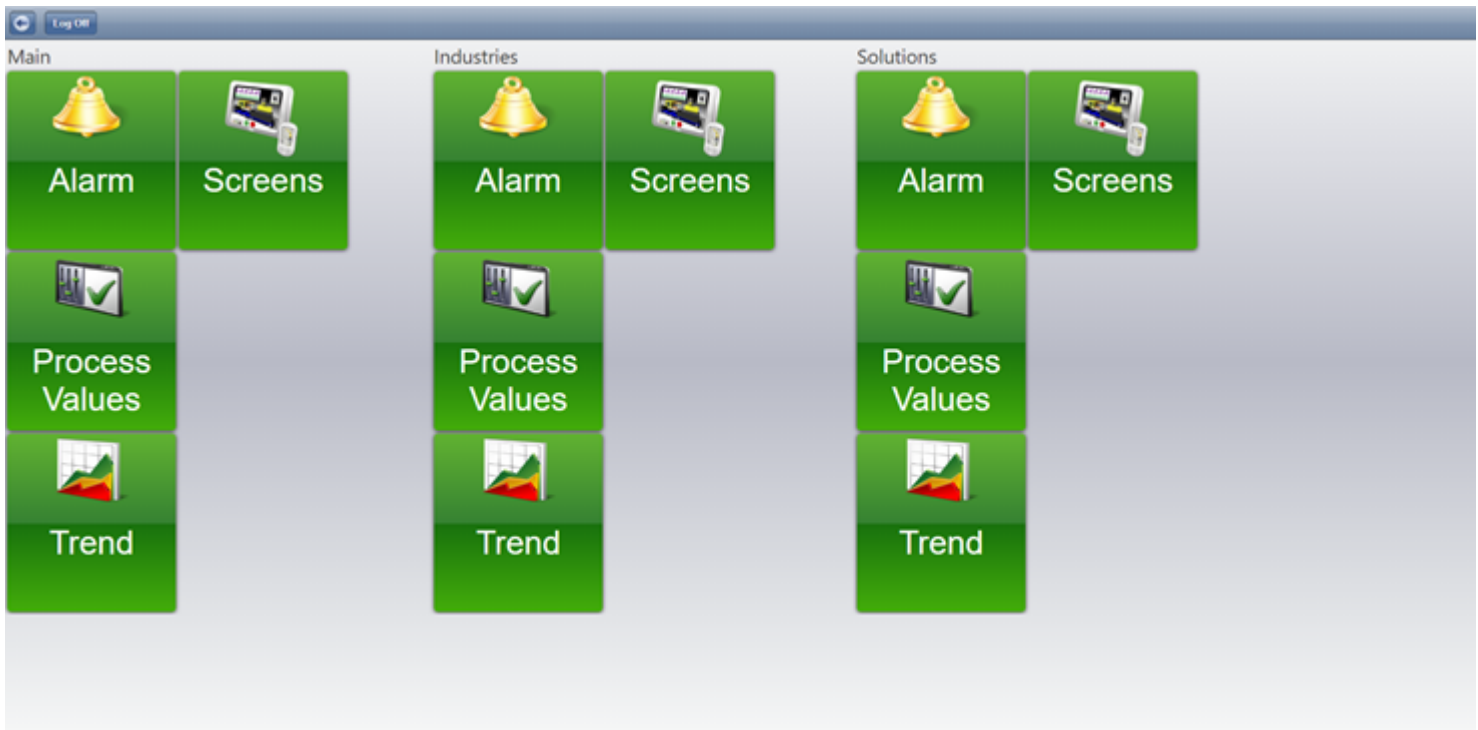 Log Off
Main
Industries
Solutions
Alarm
Screens
Alarm
Screens
Alarm
Screens
Process
Values
Process
Values
Process
Values
Trend
Trend
Trend